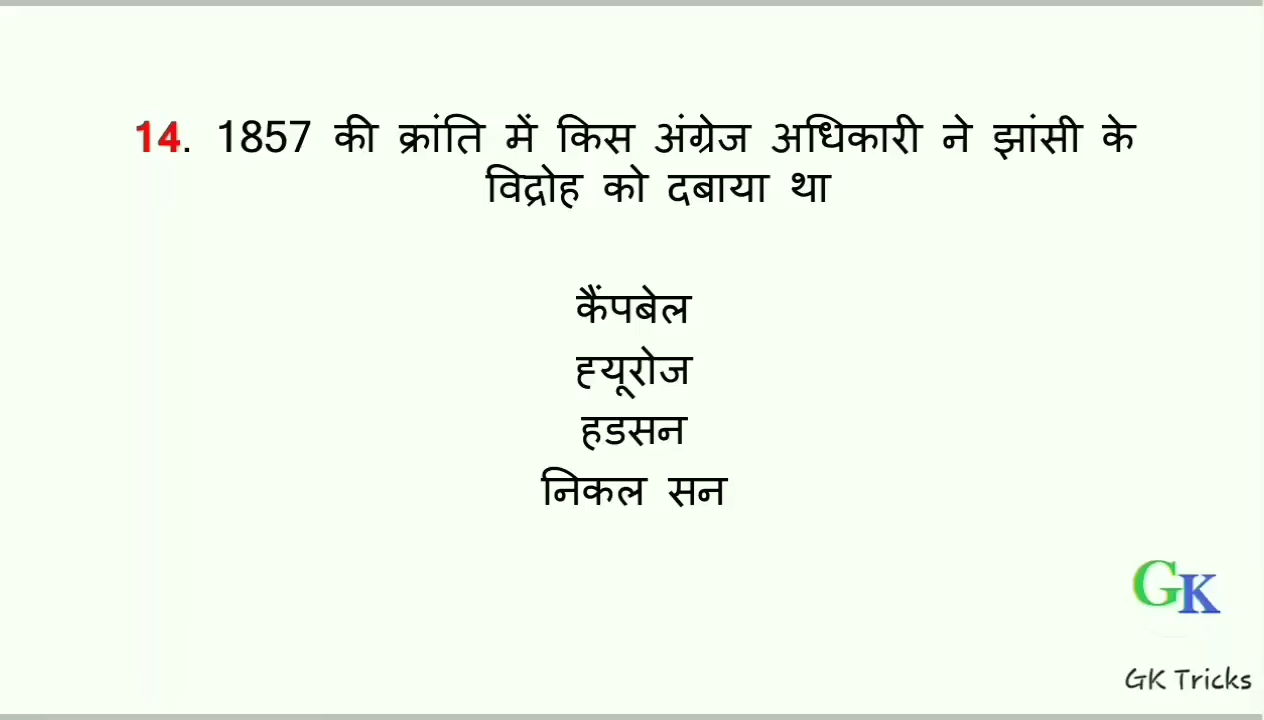 14. 1857 की क्रांति में किस अंग्रेज अधिकारी ने झांसी के
विद्रोह को दबाया था
कैंपबेल
ह्यूरोज
हडसन
निकल सन
GK
GK Tricks